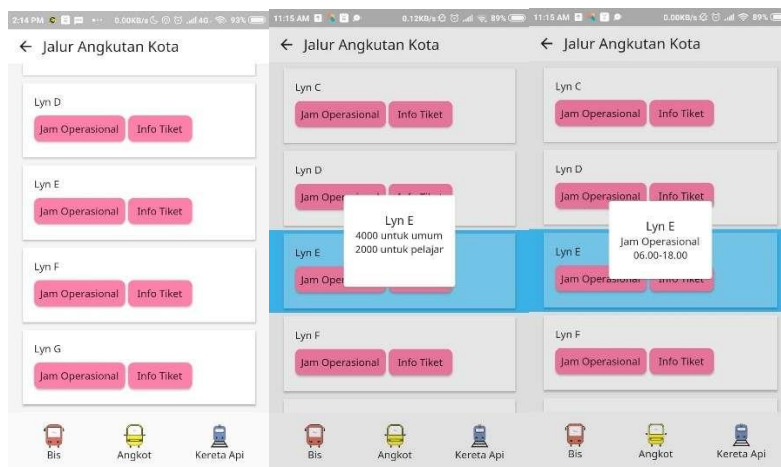 2:14 PM
0.00KB/s
4G
93%
Jalur Angkutan Kota
Lyn D
Jam Operasional
Info Tiket
Lyn E
Jam Operasional
Info Tiket
Lyn F
Jam Operasional
Info Tiket
Lyn G
Jam Operasional
Info Tiket
Bis
Angkot
Kereta Api
11:15 AM
0.12KB/s
89%
Jalur Angkutan Kota
Lyn C
Jam Operasional
Info Tiket
Lyn D
Lyn E
4000 untuk umum
2000 untuk pelajar
Lyn E
Lyn F
Jam Operasional
Info Tiket
Bis
Angkot
Kereta Api
11:15 AM
0.00KB/s
89%
Jalur Angkutan Kota
Lyn C
Jam Operasional
Info Tiket
Lyn D
Jam Operasional
Info Tiket
Lyn E
Jam Operasional
06.00-18.00
Lyn E
Jam Operasional
Info Tiket
Lyn F
Jam Operasional
Info Tiket
Bis
Angkot
Kereta Api